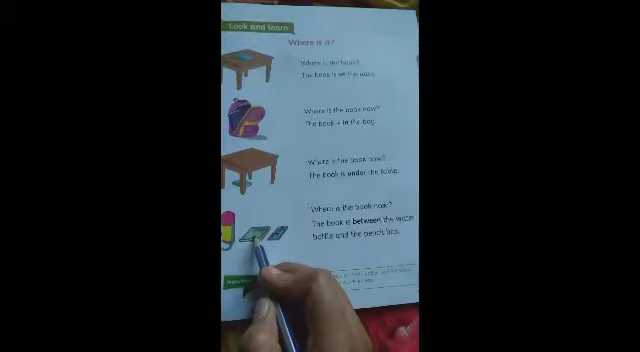 Look and learn
Where is it?
Where is the book?
The book is on the table.
Where is the book now?
The book is in the bag.
Where is the book now?
The book is under the table.
Where is the book now?
The book is between the water
bottle and the pencil box.